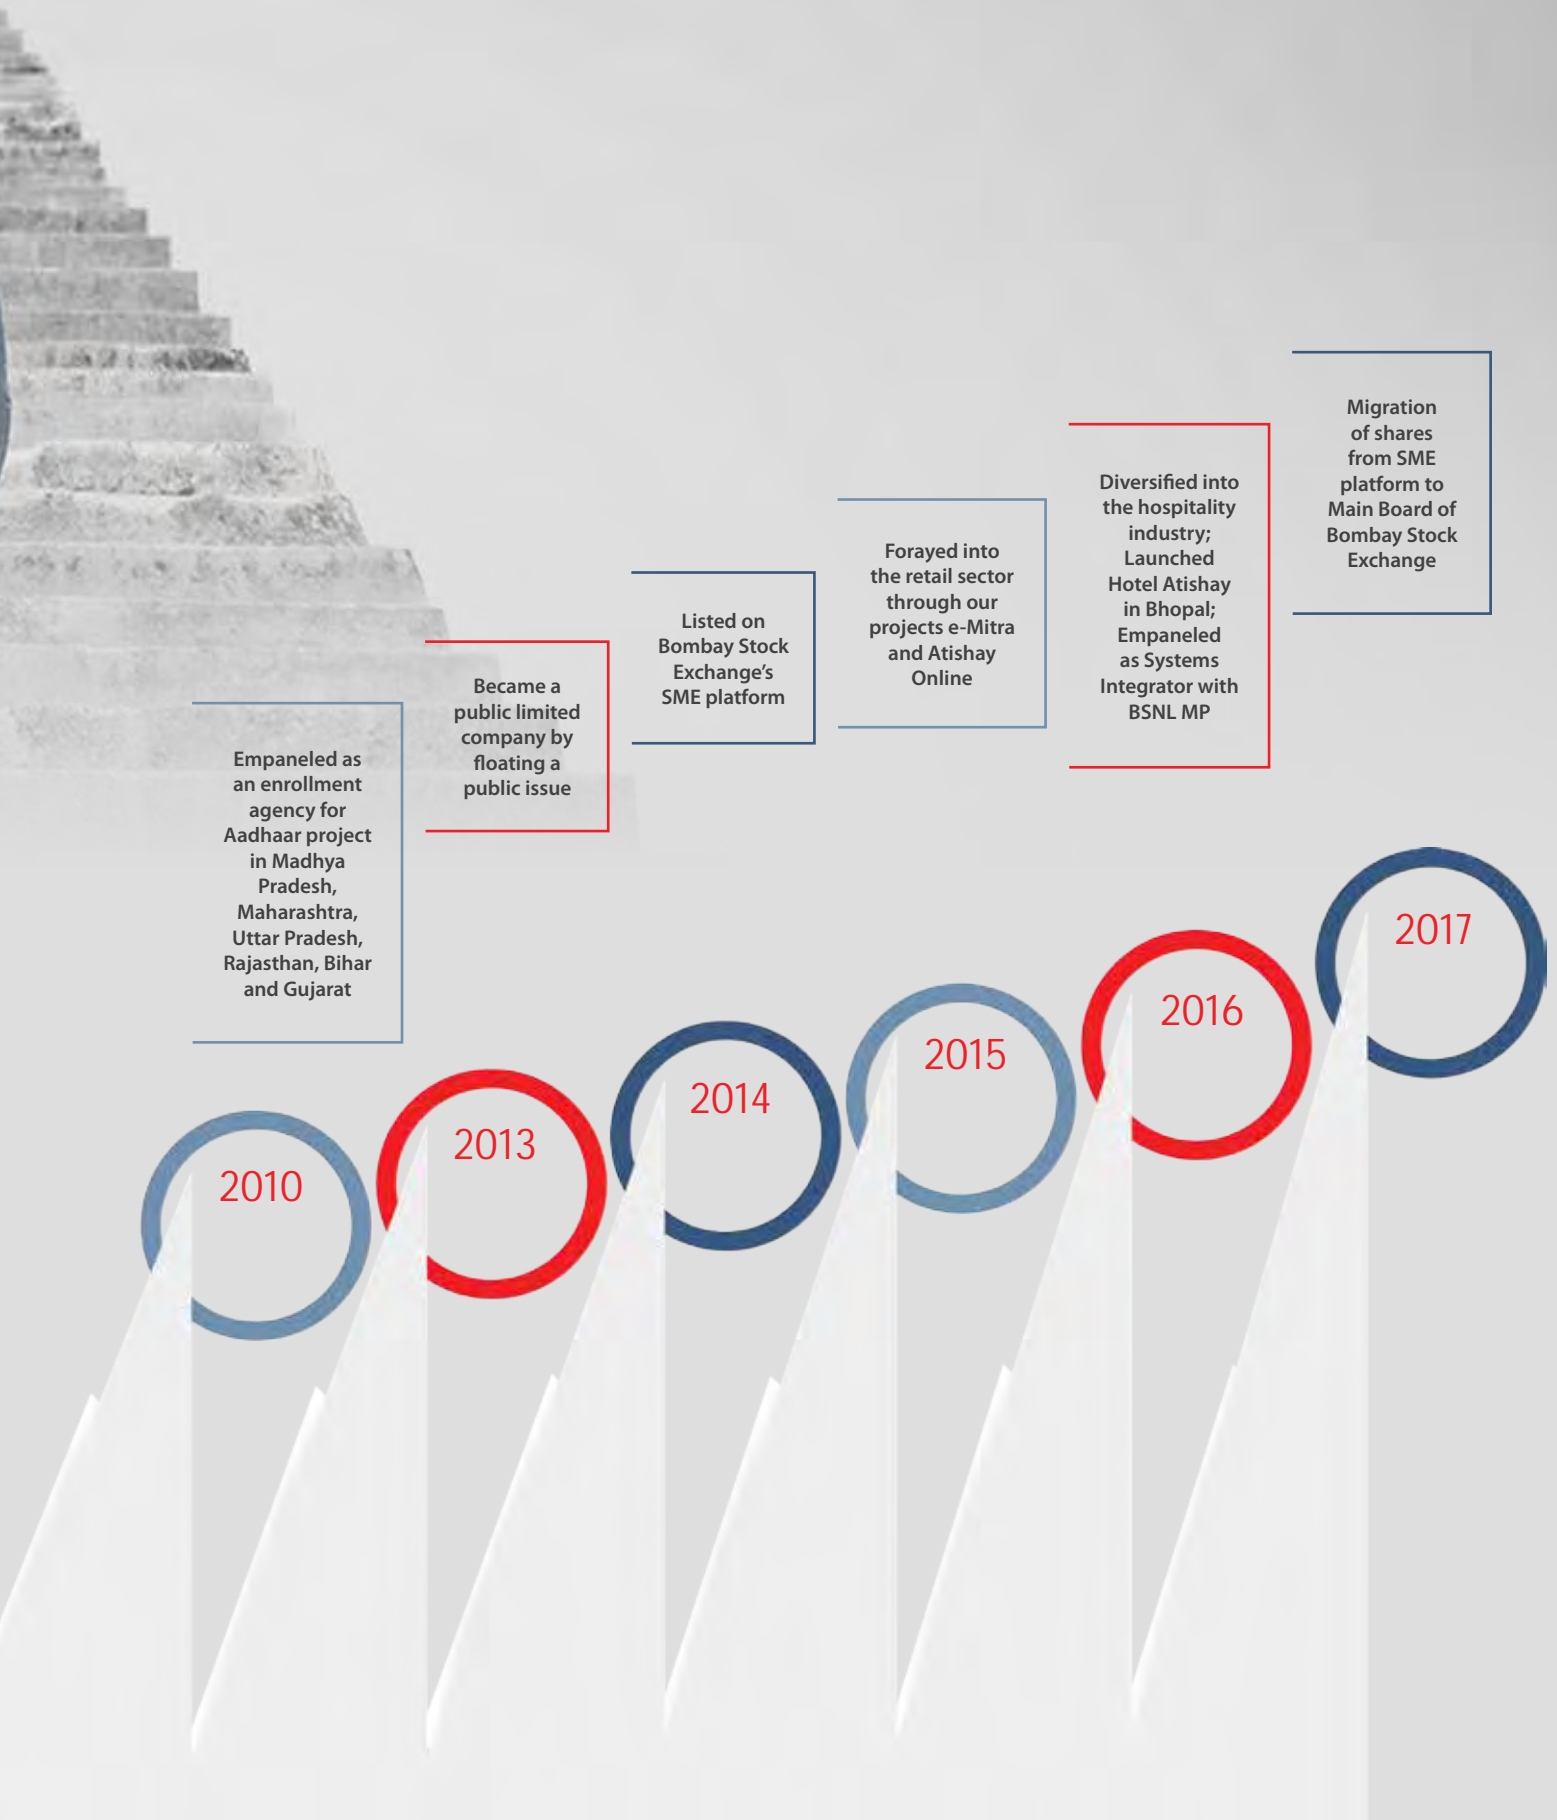 Empaneled as
an enrollment
agency for
Aadhaar project
in Madhya
Pradesh,
Maharashtra,
Uttar Pradesh,
Rajasthan, Bihar
and Gujarat
2010
Became a
public limited
company by
floating a
public issue
2013
Listed on
Bombay Stock
Exchange’s
SME platform
2014
Forayed into
the retail sector
through our
projects e-Mitra
and Atishay
Online
2015
Diversified into
the hospitality
industry;
Launched
Hotel Atishay
in Bhopal;
Empaneled
as Systems
Integrator with
BSNL MP
2016
Migration
of shares
from SME
platform to
Main Board of
Bombay Stock
Exchange
2017